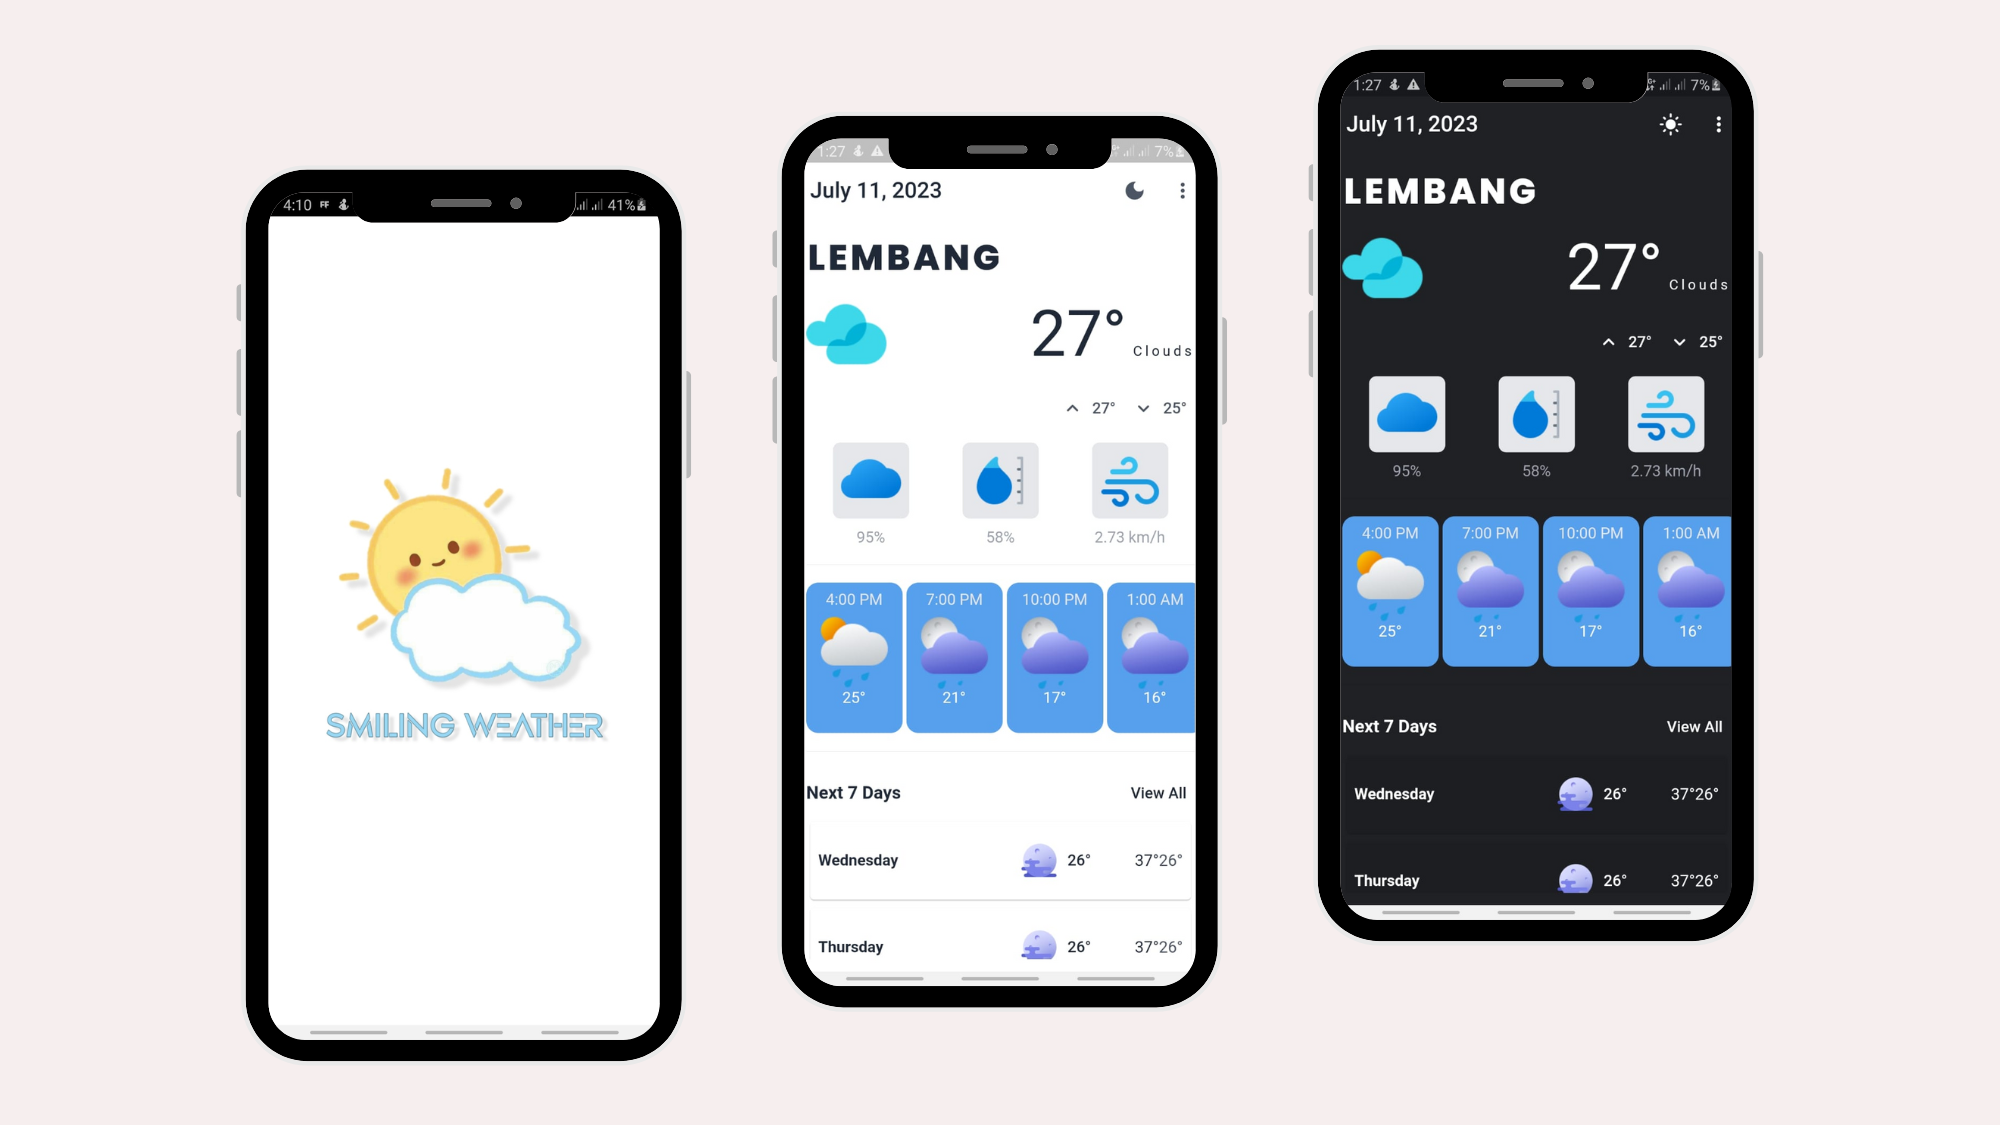 4:10 FF 41%
SMILING WEATHER
1:27 7%
July 11, 2023
LEMBANG
27°
Clouds
27° 25°
95% 58% 2.73 km/h
4:00 PM 7:00 PM 10:00 PM 1:00 AM
25° 21° 17° 16°
Next 7 Days View All
Wednesday 26° 37°26°
Thursday 26° 37°26°
1:27 7%
July 11, 2023
LEMBANG
27°
Clouds
27° 25°
95% 58% 2.73 km/h
4:00 PM 7:00 PM 10:00 PM 1:00 AM
25° 21° 17° 16°
Next 7 Days View All
Wednesday 26° 37°26°
Thursday 26° 37°26°